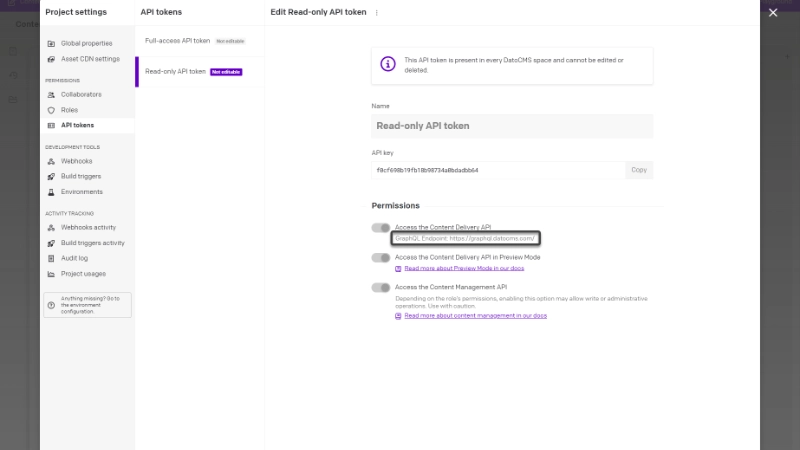 Project settings
Global properties
Asset CDN settings
PERMISSIONS
Collaborators
Roles
API tokens
DEVELOPMENT TOOLS
Webhooks
Build triggers
Environments
ACTIVITY TRACKING
Webhooks activity
Build triggers activity
Audit log
Project usages
Anything missing? Go to
the environment
configuration.
API tokens
Full-access API token Not editable
Read-only API token Not editable
Edit Read-only API token
This API token is present in every DatoCMS space and cannot be edited or
deleted.
Name
Read-only API token
API key
Copy
Permissions
Access the Content Delivery API
GraphQL Endpoint: https://graphql.datocms.com/
Access the Content Delivery API in Preview Mode
Read more about Preview Mode in our docs
Access the Content Management API
Depending on the role's permissions, enabling this option may allow write or administrative
operations. Use with caution.
Read more about content management in our docs